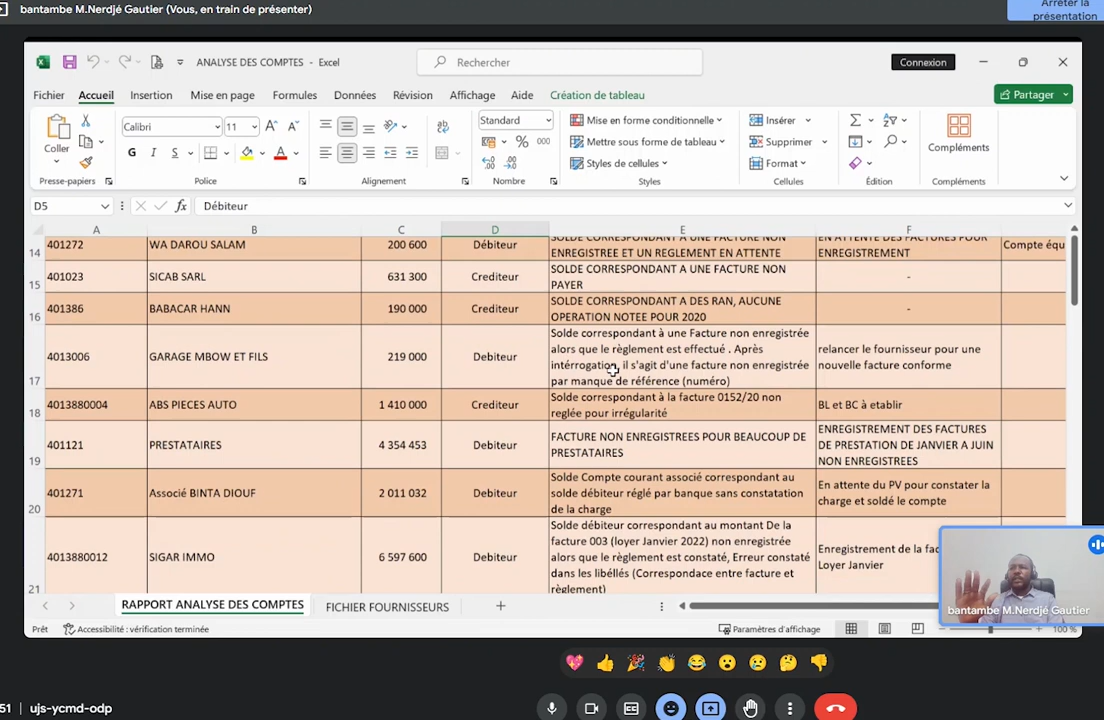 bantambe M.Nerdjé Gautier (Vous, en train de présenter)
Arrêter la
présentation
ANALYSE DES COMPTES - Excel
Rechercher
Connexion
Fichier Accueil Insertion Mise en page Formules Données Révision Affichage Aide Création de tableau
Partager
Coller
Calibri 11
G I S
Standard
% 000
Mise en forme conditionnelle
Mettre sous forme de tableau
Styles de cellules
Insérer
Supprimer
Format
Compléments
Presse-papiers Police Alignement Nombre Styles Cellules Édition Compléments
D5 fx Débiteur
A B C D E F
14 401272 WA DAROU SALAM 200 600 Débiteur
SOLDE CORRESPONDANT A UNE FACTURE NON
ENREGISTREE ET UN REGLEMENT EN ATTENTE
EN ATTENTE DES FACTURES POUR
ENREGISTREMENT
Compte équ
15 401023 SICAB SARL 631 300 Crediteur
SOLDE CORRESPONDANT A UNE FACTURE NON
PAYER
-
16 401386 BABACAR HANN 190 000 Crediteur
SOLDE CORRESPONDANT A DES RAN, AUCUNE
OPERATION NOTEE POUR 2020
-
17 4013006 GARAGE MBOW ET FILS 219 000 Debiteur
Solde correspondant à une Facture non enregistrée
alors que le règlement est effectué . Après
intérrogation, il s'agit d'une facture non enregistrée
par manque de référence (numéro)
relancer le fournisseur pour une
nouvelle facture conforme
18 4013880004 ABS PIECES AUTO 1 410 000 Crediteur
Solde correspondant à la facture 0152/20 non
reglée pour irrégularité
BL et BC à etablir
19 401121 PRESTATAIRES 4 354 453 Debiteur
FACTURE NON ENREGISTREES POUR BEAUCOUP DE
PRESTATAIRES
ENREGISTREMENT DES FACTURES
DE PRESTATION DE JANVIER A JUIN
NON ENREGISTREES
20 401271 Associé BINTA DIOUF 2 011 032 Debiteur
Solde Compte courant associé correspondant au
solde débiteur réglé par banque sans constatation
de la charge
En attente du PV pour constater la
charge et soldé le compte
21 4013880012 SIGAR IMMO 6 597 600 Debiteur
Solde débiteur correspondant au montant De la
facture 003 (loyer Janvier 2022) non enregistrée
alors que le règlement est constaté, Erreur constaté
dans les libéllés (Correspondace entre facture et
règlement)
Enregistrement de la fac
Loyer Janvier
bantambe M.Nerdjé Gautier
RAPPORT ANALYSE DES COMPTES FICHIER FOURNISSEURS
Prêt Accessibilité : vérification terminée Paramètres d'affichage 100 %
51 ujs-ycmd-odp